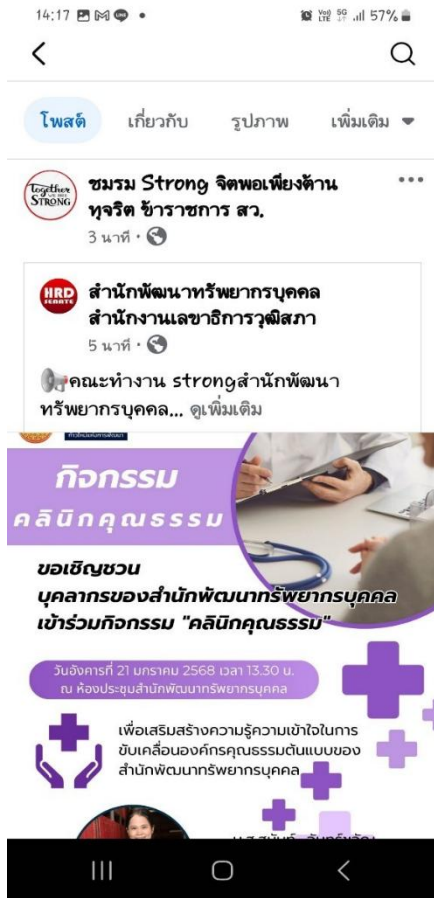 14:17
57%
โพสต์ เกี่ยวกับ รูปภาพ เพิ่มเติม
Together
WE ARE
STRONG
ชมรม Strong จิตพอเพียงต้าน
ทุจริต ข้าราชการ สว.
3 นาที
HRD
SENATE
สำนักพัฒนาทรัพยากรบุคคล
สำนักงานเลขาธิการวุฒิสภา
5 นาที
คณะทำงาน strongสำนักพัฒนา
ทรัพยากรบุคคล... ดูเพิ่มเติม
กิจกรรม
คลินิกคุณธรรม
ขอเชิญชวน
บุคลากรของสำนักพัฒนาทรัพยากรบุคคล
เข้าร่วมกิจกรรม "คลินิกคุณธรรม"
วันอังคารที่ 21 มกราคม 2568 เวลา 13.30 น.
ณ ห้องประชุมสำนักพัฒนาทรัพยากรบุคคล
เพื่อเสริมสร้างความรู้ความเข้าใจในการ
ขับเคลื่อนองค์กรคุณธรรมต้นแบบของ
สำนักพัฒนาทรัพยากรบุคคล